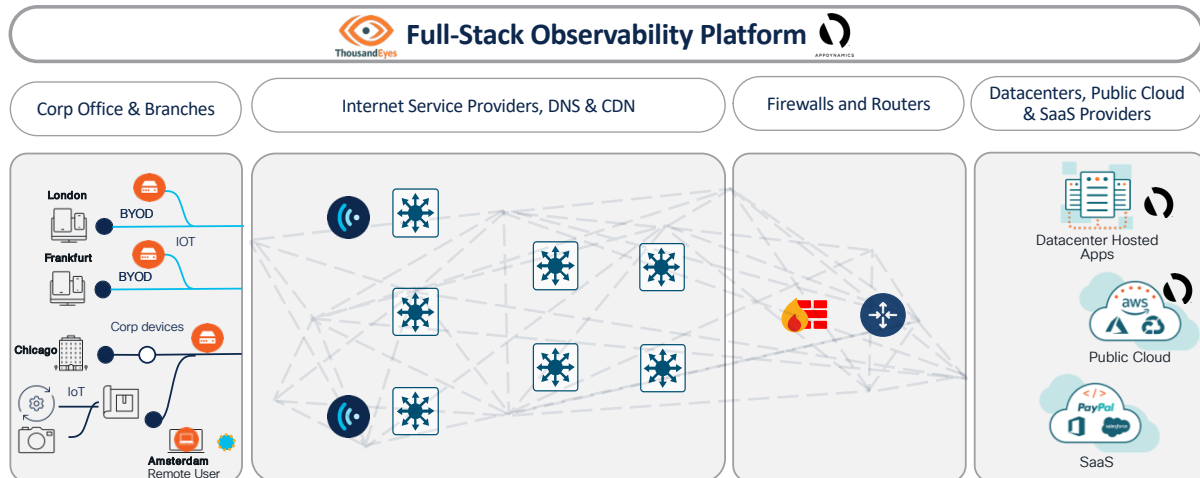 Full-Stack Observability Platform
ThousandEyes
APPDYNAMICS
Corp Office & Branches
Internet Service Providers, DNS & CDN
Firewalls and Routers
Datacenters, Public Cloud
& SaaS Providers
London
BYOD
IOT
Frankfurt
BYOD
Corp devices
Chicago
IoT
Amsterdam
Remote User
Datacenter Hosted
Apps
aws
Public Cloud
</>
PayPal
salesforce
SaaS